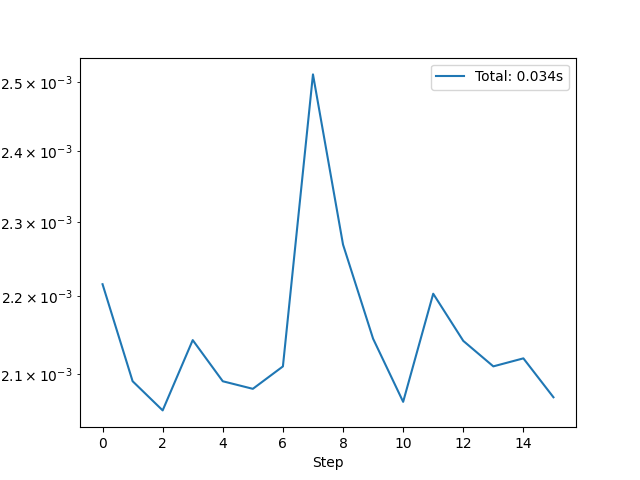 Total: 0.034s
2.5 × 10⁻³
2.4 × 10⁻³
2.3 × 10⁻³
2.2 × 10⁻³
2.1 × 10⁻³
0 2 4 6 8 10 12 14
Step